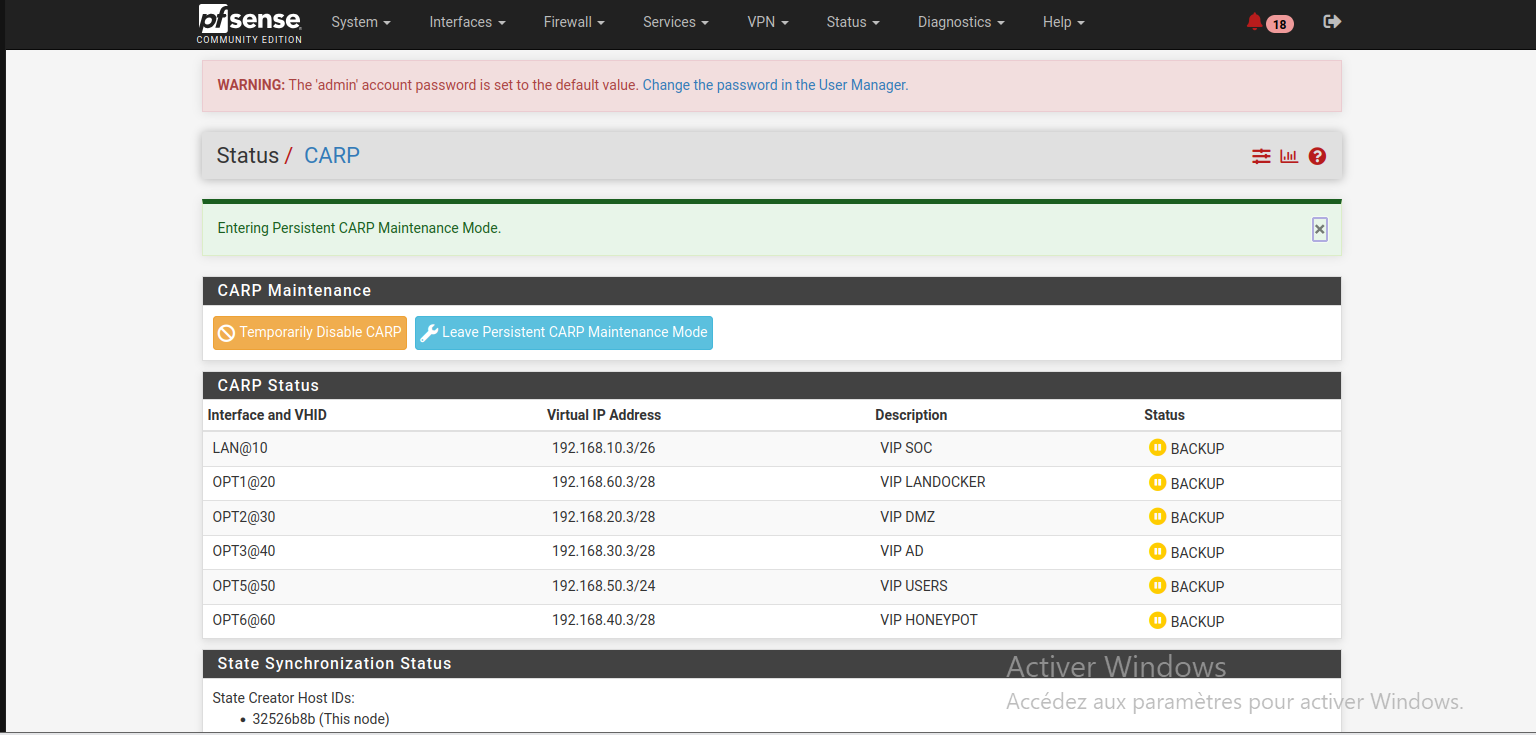 pfsense
COMMUNITY EDITION
System Interfaces Firewall Services VPN Status Diagnostics Help 18
WARNING: The 'admin' account password is set to the default value. Change the password in the User Manager.
Status / CARP
Entering Persistent CARP Maintenance Mode.
CARP Maintenance
Temporarily Disable CARP Leave Persistent CARP Maintenance Mode
CARP Status
Interface and VHID Virtual IP Address Description Status
LAN@10 192.168.10.3/26 VIP SOC BACKUP
OPT1@20 192.168.60.3/28 VIP LANDOCKER BACKUP
OPT2@30 192.168.20.3/28 VIP DMZ BACKUP
OPT3@40 192.168.30.3/28 VIP AD BACKUP
OPT5@50 192.168.50.3/24 VIP USERS BACKUP
OPT6@60 192.168.40.3/28 VIP HONEYPOT BACKUP
State Synchronization Status
Activer Windows
State Creator Host IDs:
Accédez aux paramètres pour activer Windows.
• 32526b8b (This node)